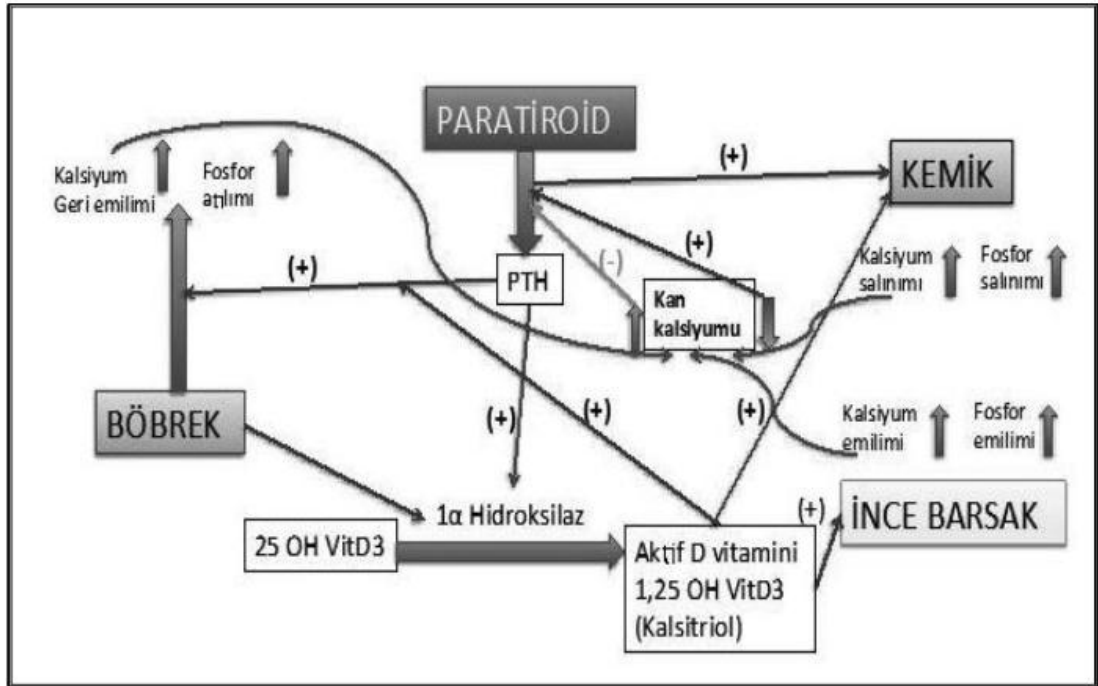 PARATİROİD
(+)
KEMİK
Kalsiyum
Geri emilimi
Fosfor
atılımı
(+)
PTH
(-)
(+)
Kan
kalsiyumu
Kalsiyum
salınımı
Fosfor
salınımı
BÖBREK
(+)
(+)
(+)
Kalsiyum
emilimi
Fosfor
emilimi
1α Hidroksilaz
25 OH VitD3
Aktif D vitamini
1,25 OH VitD3
(Kalsitriol)
(+)
İNCE BARSAK